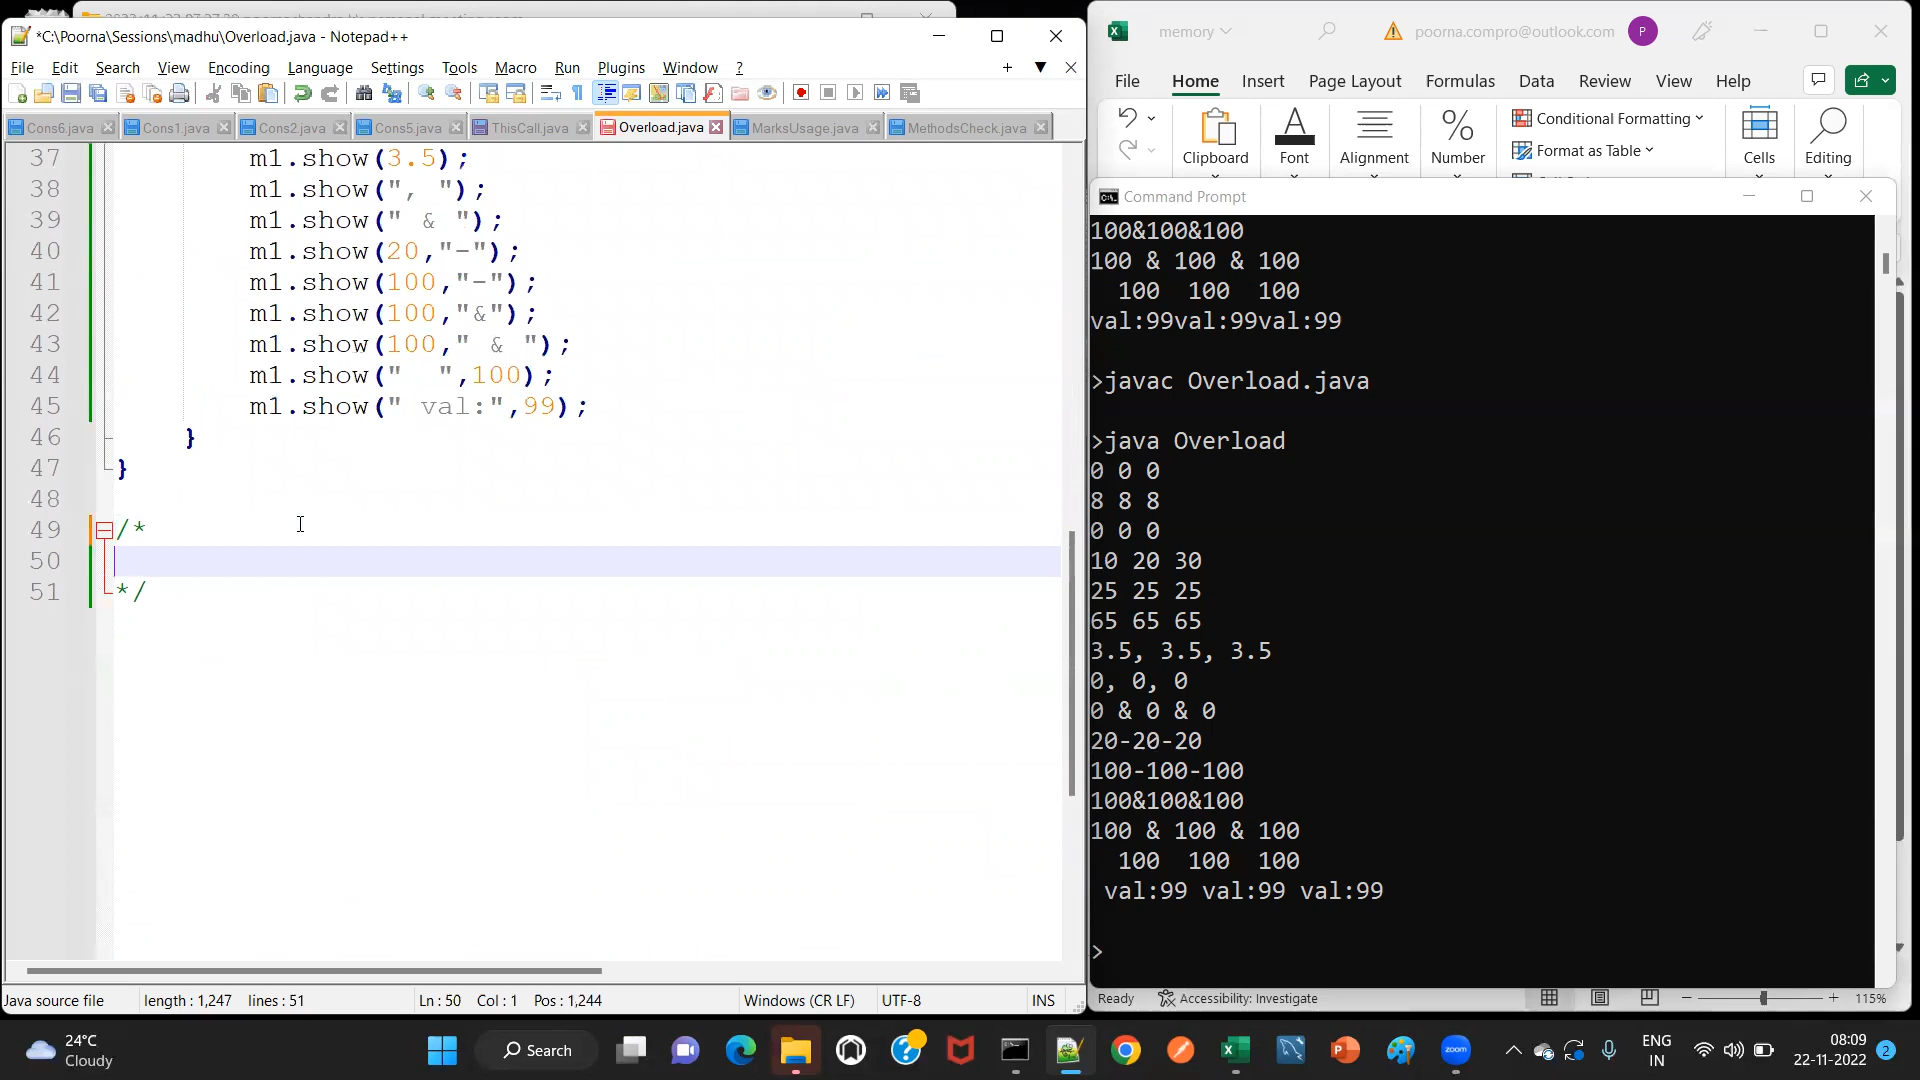 *C:\Poorna\Sessions\madhu\Overload.java - Notepad++
File Edit Search View Encoding Language Settings Tools Macro Run Plugins Window ?
Cons6.java Cons1.java Cons2.java Cons5.java ThisCall.java Overload.java MarksUsage.java MethodsCheck.java
37 m1.show(3.5);
38 m1.show(", ");
39 m1.show(" & ");
40 m1.show(20,"-");
41 m1.show(100,"-");
42 m1.show(100,"&");
43 m1.show(100," & ");
44 m1.show("  ",100);
45 m1.show(" val:",99);
46 }
47 }
48
49 /*
50
51 */
Java source file length : 1,247 lines : 51 Ln : 50 Col : 1 Pos : 1,244 Windows (CR LF) UTF-8 INS
memory poorna.compro@outlook.com P
File Home Insert Page Layout Formulas Data Review View Help
Conditional Formatting
Format as Table
Clipboard Font Alignment Number Cells Editing
Command Prompt
100&100&100
100 & 100 & 100
  100  100  100
val:99val:99val:99
>javac Overload.java
>java Overload
0 0 0
8 8 8
0 0 0
10 20 30
25 25 25
65 65 65
3.5, 3.5, 3.5
0, 0, 0
0 & 0 & 0
20-20-20
100-100-100
100&100&100
100 & 100 & 100
  100  100  100
 val:99 val:99 val:99
>
Ready Accessibility: Investigate 115%
24°C
Cloudy
Search
zoom
ENG
IN
08:09
22-11-2022
2